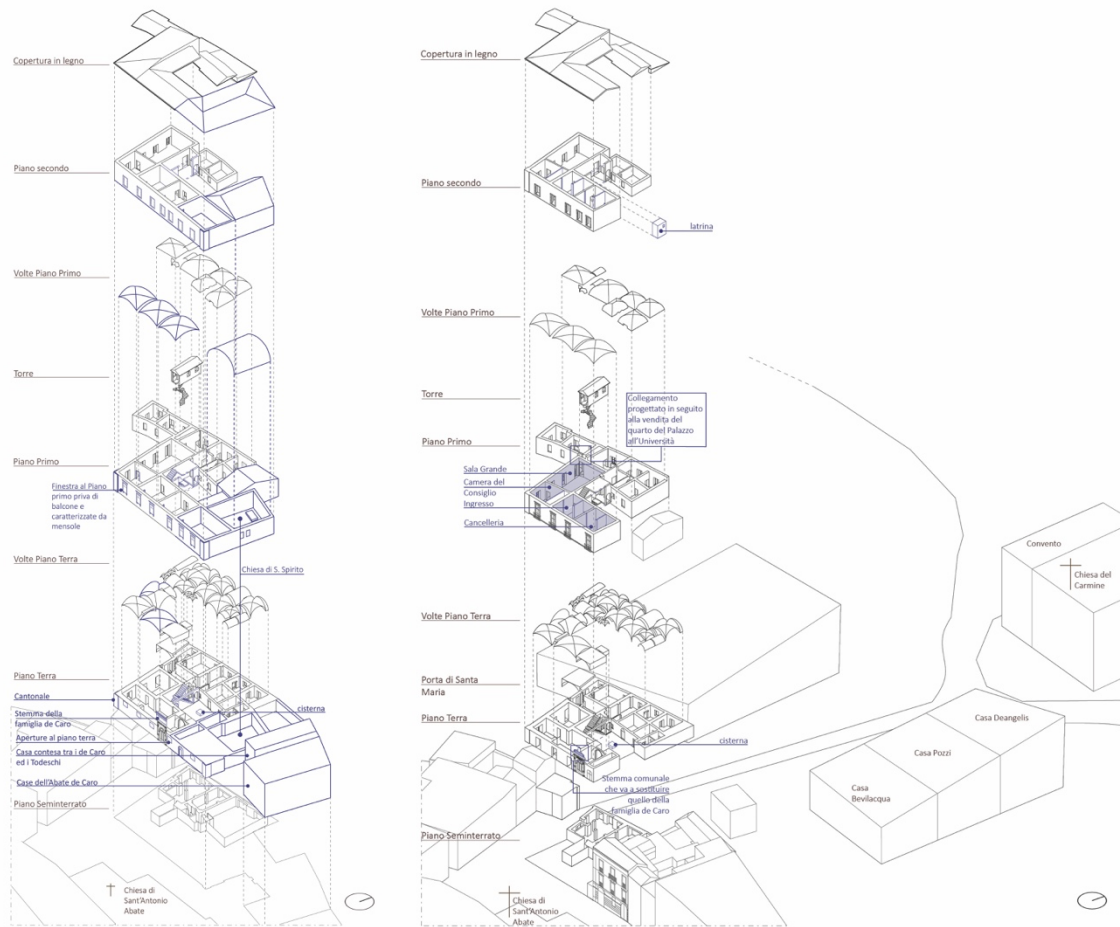 Copertura in legno
Piano secondo
Volte Piano Primo
Torre
Piano Primo
Finestra al Piano
primo priva di
balcone e
caratterizzate da
mensole
Chiesa di S. Spirito
Volte Piano Terra
Piano Terra
Cantonale
Stemma della
famiglia de Caro
cisterna
Aperture al piano terra
Casa contesa tra i de Caro
ed i Todeschi
Case dell'Abate de Caro
Piano Seminterrato
Chiesa di
Sant'Antonio
Abate
Copertura in legno
Piano secondo
latrina
Volte Piano Primo
Torre
Collegamento
progettato in seguito
alla vendita del
quarto del Palazzo
all'Università
Piano Primo
Sala Grande
Camera del
Consiglio
Ingresso
Cancelleria
Volte Piano Terra
Porta di Santa
Maria
Piano Terra
cisterna
Stemma comunale
che va a sostituire
quello della
famiglia de Caro
Piano Seminterrato
Chiesa di
Sant'Antonio
Abate
Convento
Chiesa del
Carmine
Casa Deangelis
Casa Pozzi
Casa
Bevilacqua